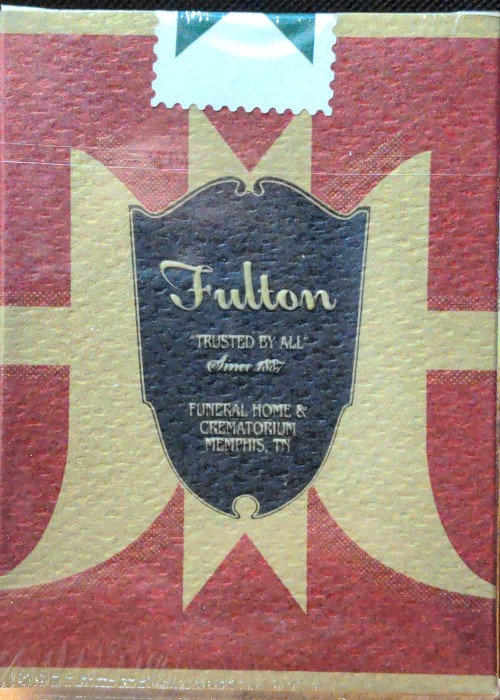 Fulton
"TRUSTED BY ALL"
Since 1887
FUNERAL HOME &
CREMATORIUM
MEMPHIS, TN